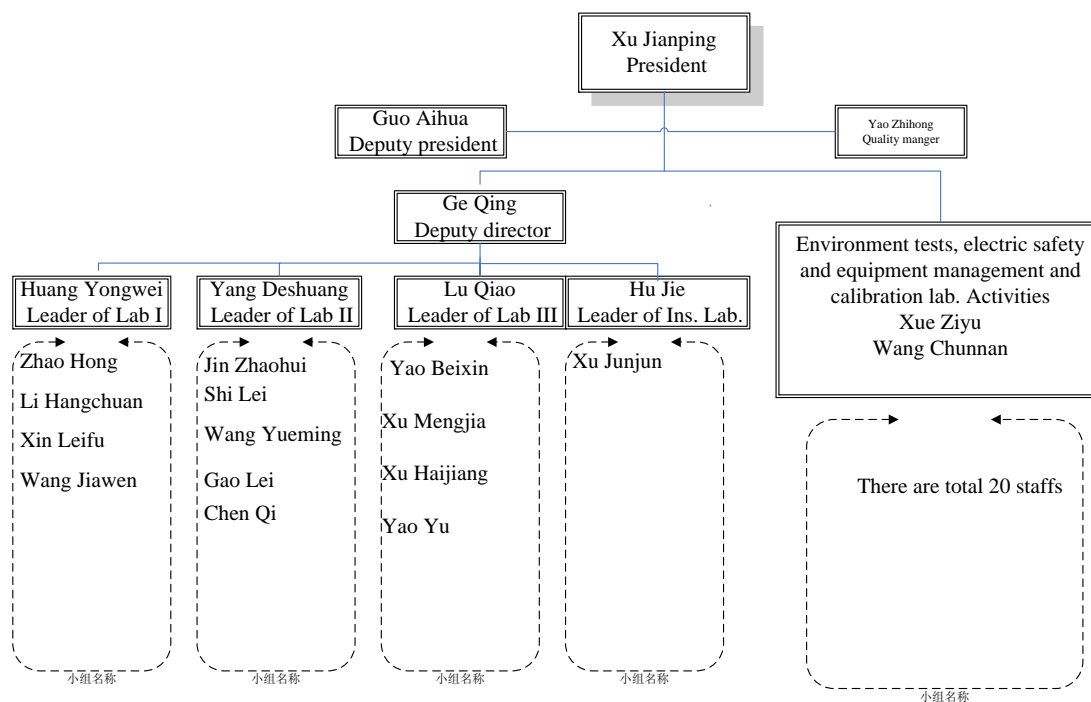 Xu Jianping
President
Guo Aihua
Deputy president
Yao Zhihong
Quality manger
Ge Qing
Deputy director
Environment tests, electric safety
and equipment management and
calibration lab. Activities
Xue Ziyu
Wang Chunnan
Huang Yongwei
Leader of Lab I
Yang Deshuang
Leader of Lab II
Lu Qiao
Leader of Lab III
Hu Jie
Leader of Ins. Lab.
Zhao Hong
Li Hangchuan
Xin Leifu
Wang Jiawen
小组名称
Jin Zhaohui
Shi Lei
Wang Yueming
Gao Lei
Chen Qi
小组名称
Yao Beixin
Xu Mengjia
Xu Haijiang
Yao Yu
小组名称
Xu Junjun
小组名称
There are total 20 staffs
小组名称